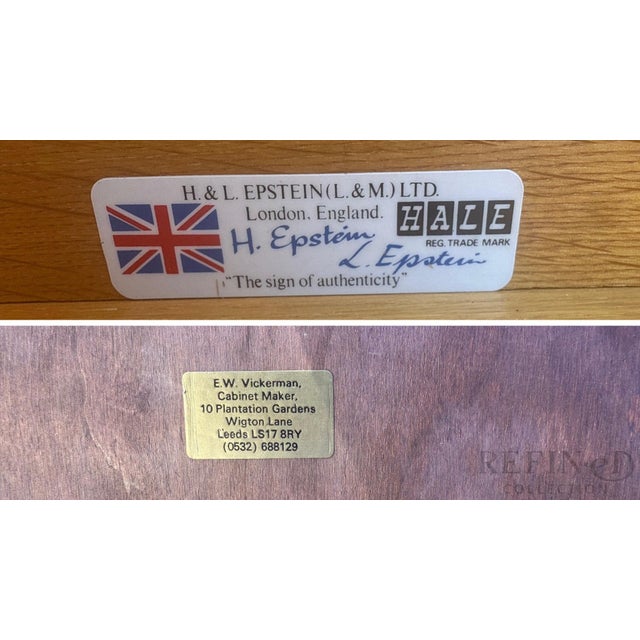 H. & L. EPSTEIN (L. & M.) LTD.
London, England.
HALE
REG. TRADE MARK
H. Epstein
L. Epstein
"The sign of authenticity"
E.W. Vickerman,
Cabinet Maker,
10 Plantation Gardens
Wigton Lane
Leeds LS17 8RY
(0532) 688129
REFINeD
COLLECTION